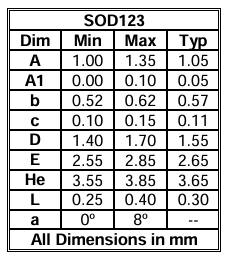 SOD123
Dim Min Max Typ
A 1.00 1.35 1.05
A1 0.00 0.10 0.05
b 0.52 0.62 0.57
c 0.10 0.15 0.11
D 1.40 1.70 1.55
E 2.55 2.85 2.65
He 3.55 3.85 3.65
L 0.25 0.40 0.30
a 0º 8º --
All Dimensions in mm